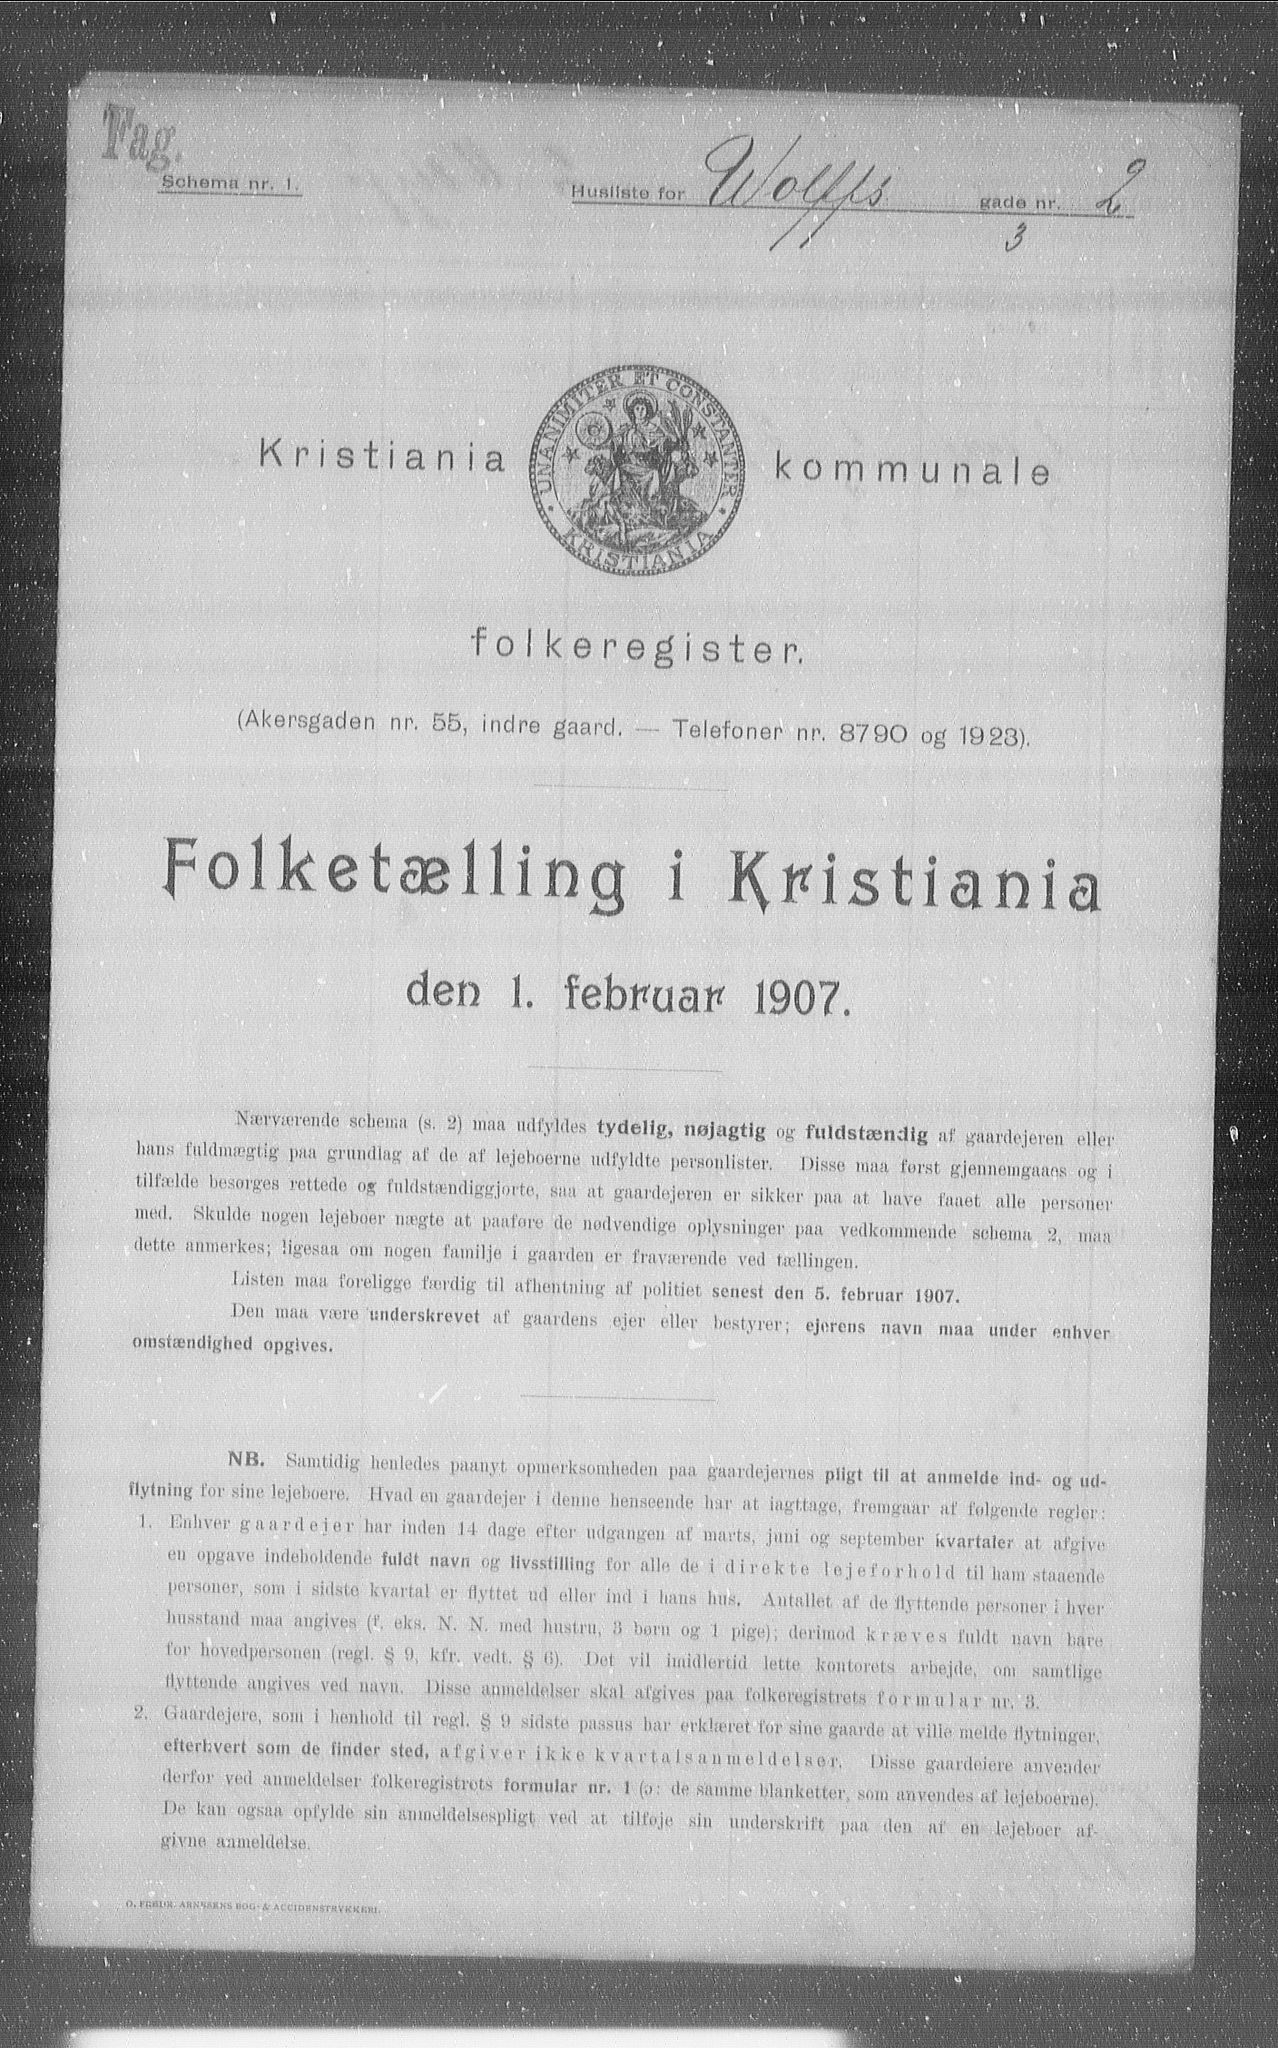 Fag.
Schema nr. 1.
Husliste for Wolffs gade nr. 2
3
Kristiania kommunale
UNANIMITER ET CONSTANTER
KRISTIANIA
folkeregister.
(Akersgaden nr. 55, indre gaard. — Telefoner nr. 8790 og 1923).
Folketælling i Kristiania
den 1. februar 1907.
Nærværende schema (s. 2) maa udfyldes tydelig, nøjagtig og fuldstændig af gaardejeren eller
hans fuldmægtig paa grundlag af de af lejeboerne udfyldte personlister. Disse maa først gjennemgaaes og i
tilfælde besørges rettede og fuldstændiggjorte, saa at gaardejeren er sikker paa at have faaet alle personer
med. Skulde nogen lejeboer nægte at paaføre de nødvendige oplysninger paa vedkommende schema 2, maa
dette anmerkes; ligesaa om nogen familje i gaarden er fraværende ved tællingen.
Listen maa foreligge færdig til afhentning af politiet senest den 5. februar 1907.
Den maa være underskrevet af gaardens ejer eller bestyrer; ejerens navn maa under enhver
omstændighed opgives.
NB. Samtidig henledes paanyt opmerksomheden paa gaardejernes pligt til at anmelde ind- og ud-
flytning for sine lejeboere. Hvad en gaardejer i denne henseende har at iagttage, fremgaar af følgende regler:
1. Enhver gaardejer har inden 14 dage efter udgangen af marts, juni og september kvartaler at afgive
en opgave indeholdende fuldt navn og livsstilling for alle de i direkte lejeforhold til ham staaende
personer, som i sidste kvartal er flyttet ud eller ind i hans hus. Antallet af de flyttende personer i hver
husstand maa angives (f. eks. N. N. med hustru, 3 børn og 1 pige); derimod kræves fuldt navn bare
for hovedpersonen (regl. § 9, kfr. vedt. § 6). Det vil imidlertid lette kontorets arbejde, om samtlige
flyttende angives ved navn. Disse anmeldelser skal afgives paa folkeregistrets formular nr. 3.
2. Gaardejere, som i henhold til regl. § 9 sidste passus har erklæret for sine gaarde at ville melde flytninger,
efterhvert som de finder sted, afgiver ikke kvartalsanmeldelser. Disse gaardeiere anvender
derfor ved anmeldelser folkeregistrets formular nr. 1 (ɔ: de samme blanketter, som anvendes af lejeboerne).
De kan ogsaa opfylde sin anmeldelsespligt ved at tilføje sin underskrift paa den af en lejeboer af-
givne anmeldelse.
O. FREDR. ARNESENS BOG- & ACCIDENSTRYKKERI.